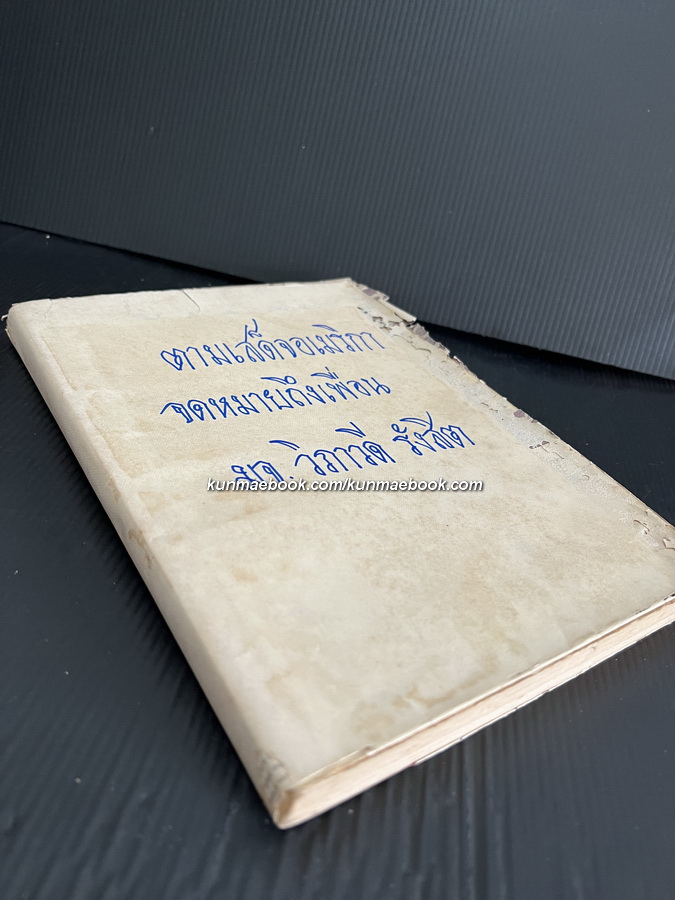 ตามเสด็จอเมริกา
จดหมายถึงเพื่อน
มจ. วิภาวดี รังสิต
kunmaebook.com/kunmaebook.com